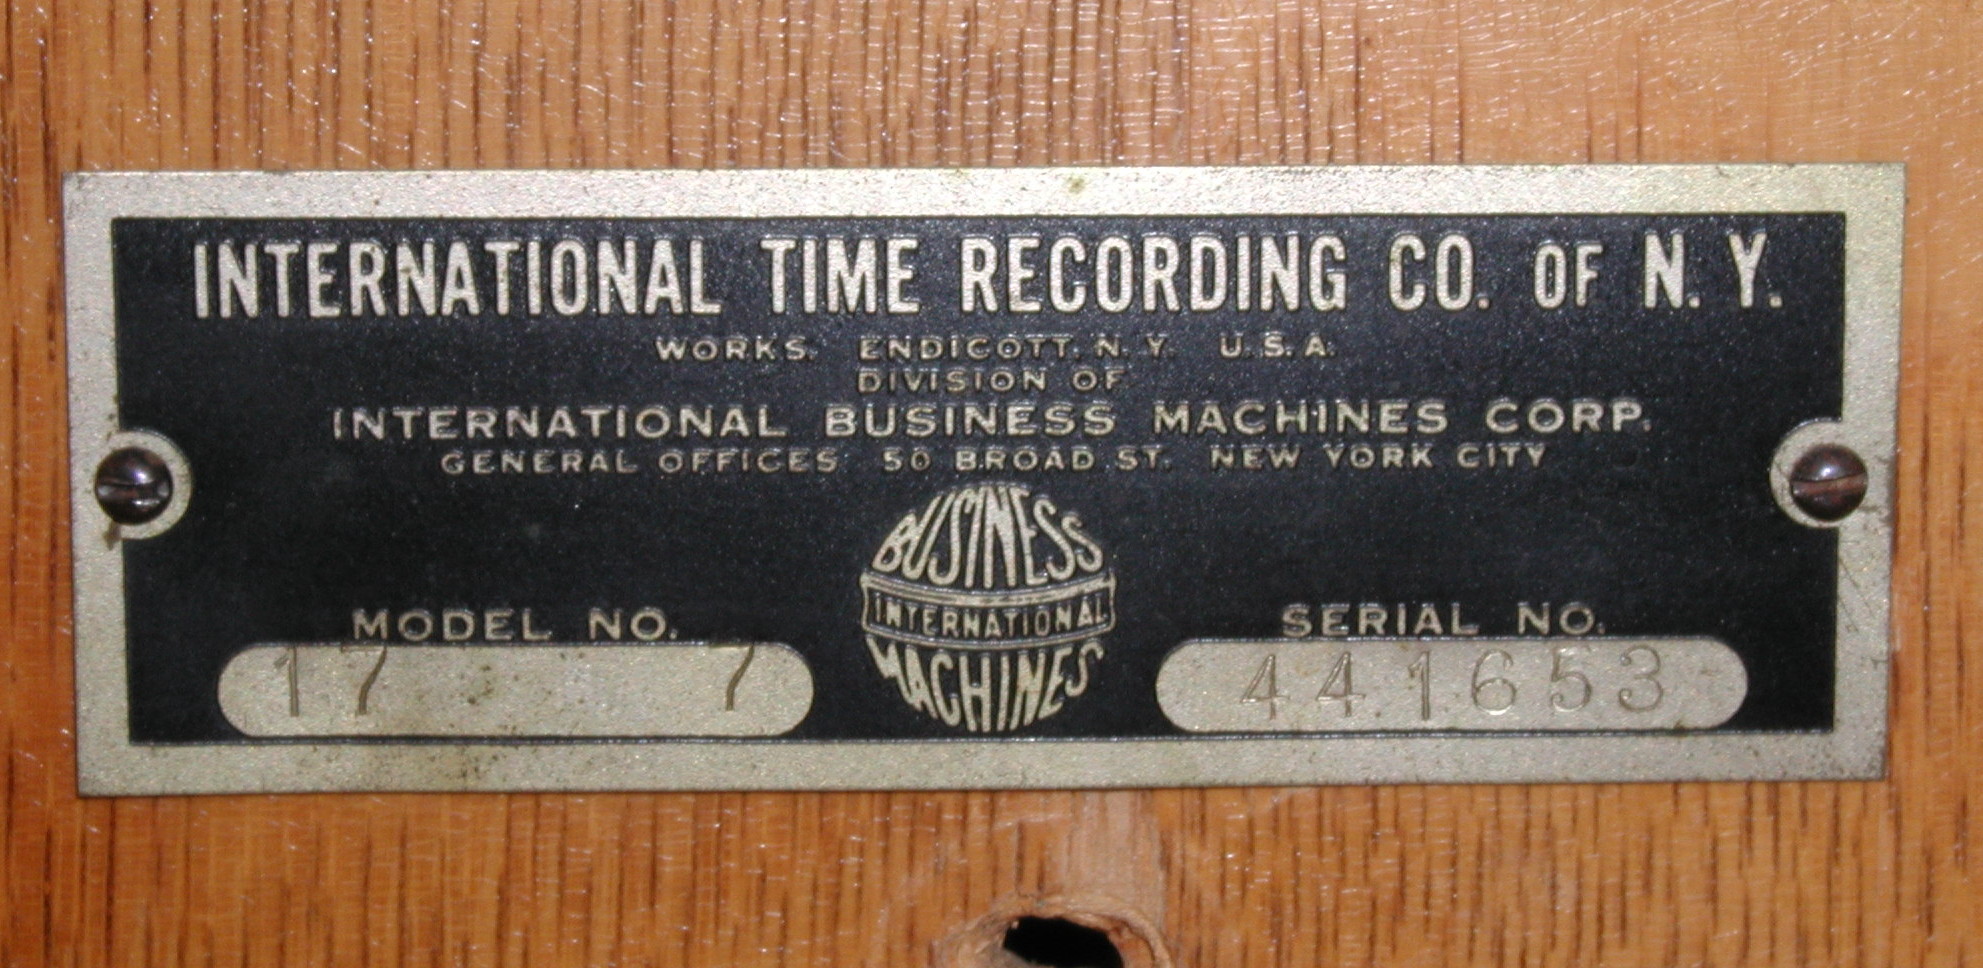 INTERNATIONAL TIME RECORDING CO. OF N. Y.
WORKS. ENDICOTT, N. Y. U.S.A.
DIVISION OF
INTERNATIONAL BUSINESS MACHINES CORP.
GENERAL OFFICES 50 BROAD ST. NEW YORK CITY
BUSINESS
INTERNATIONAL
MACHINES
MODEL NO.
17 7
SERIAL NO.
441653